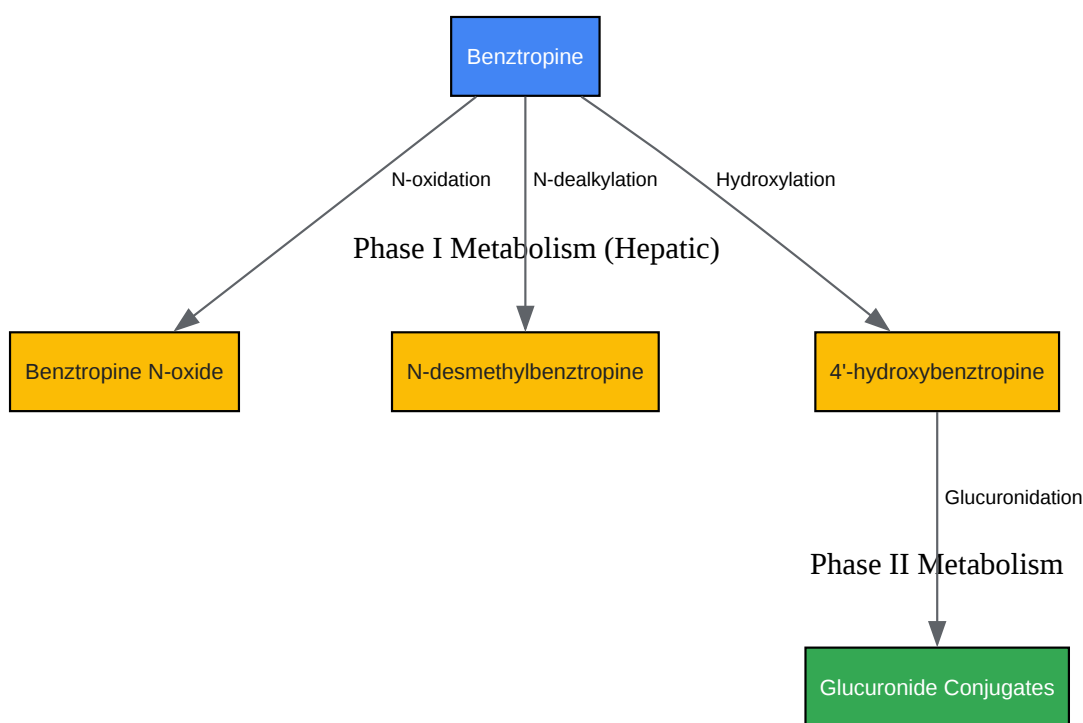 Benztropine
N-oxidation
N-dealkylation
Hydroxylation
Phase I Metabolism (Hepatic)
Benztropine N-oxide
N-desmethylbenztropine
4'-hydroxybenztropine
Glucuronidation
Phase II Metabolism
Glucuronide Conjugates